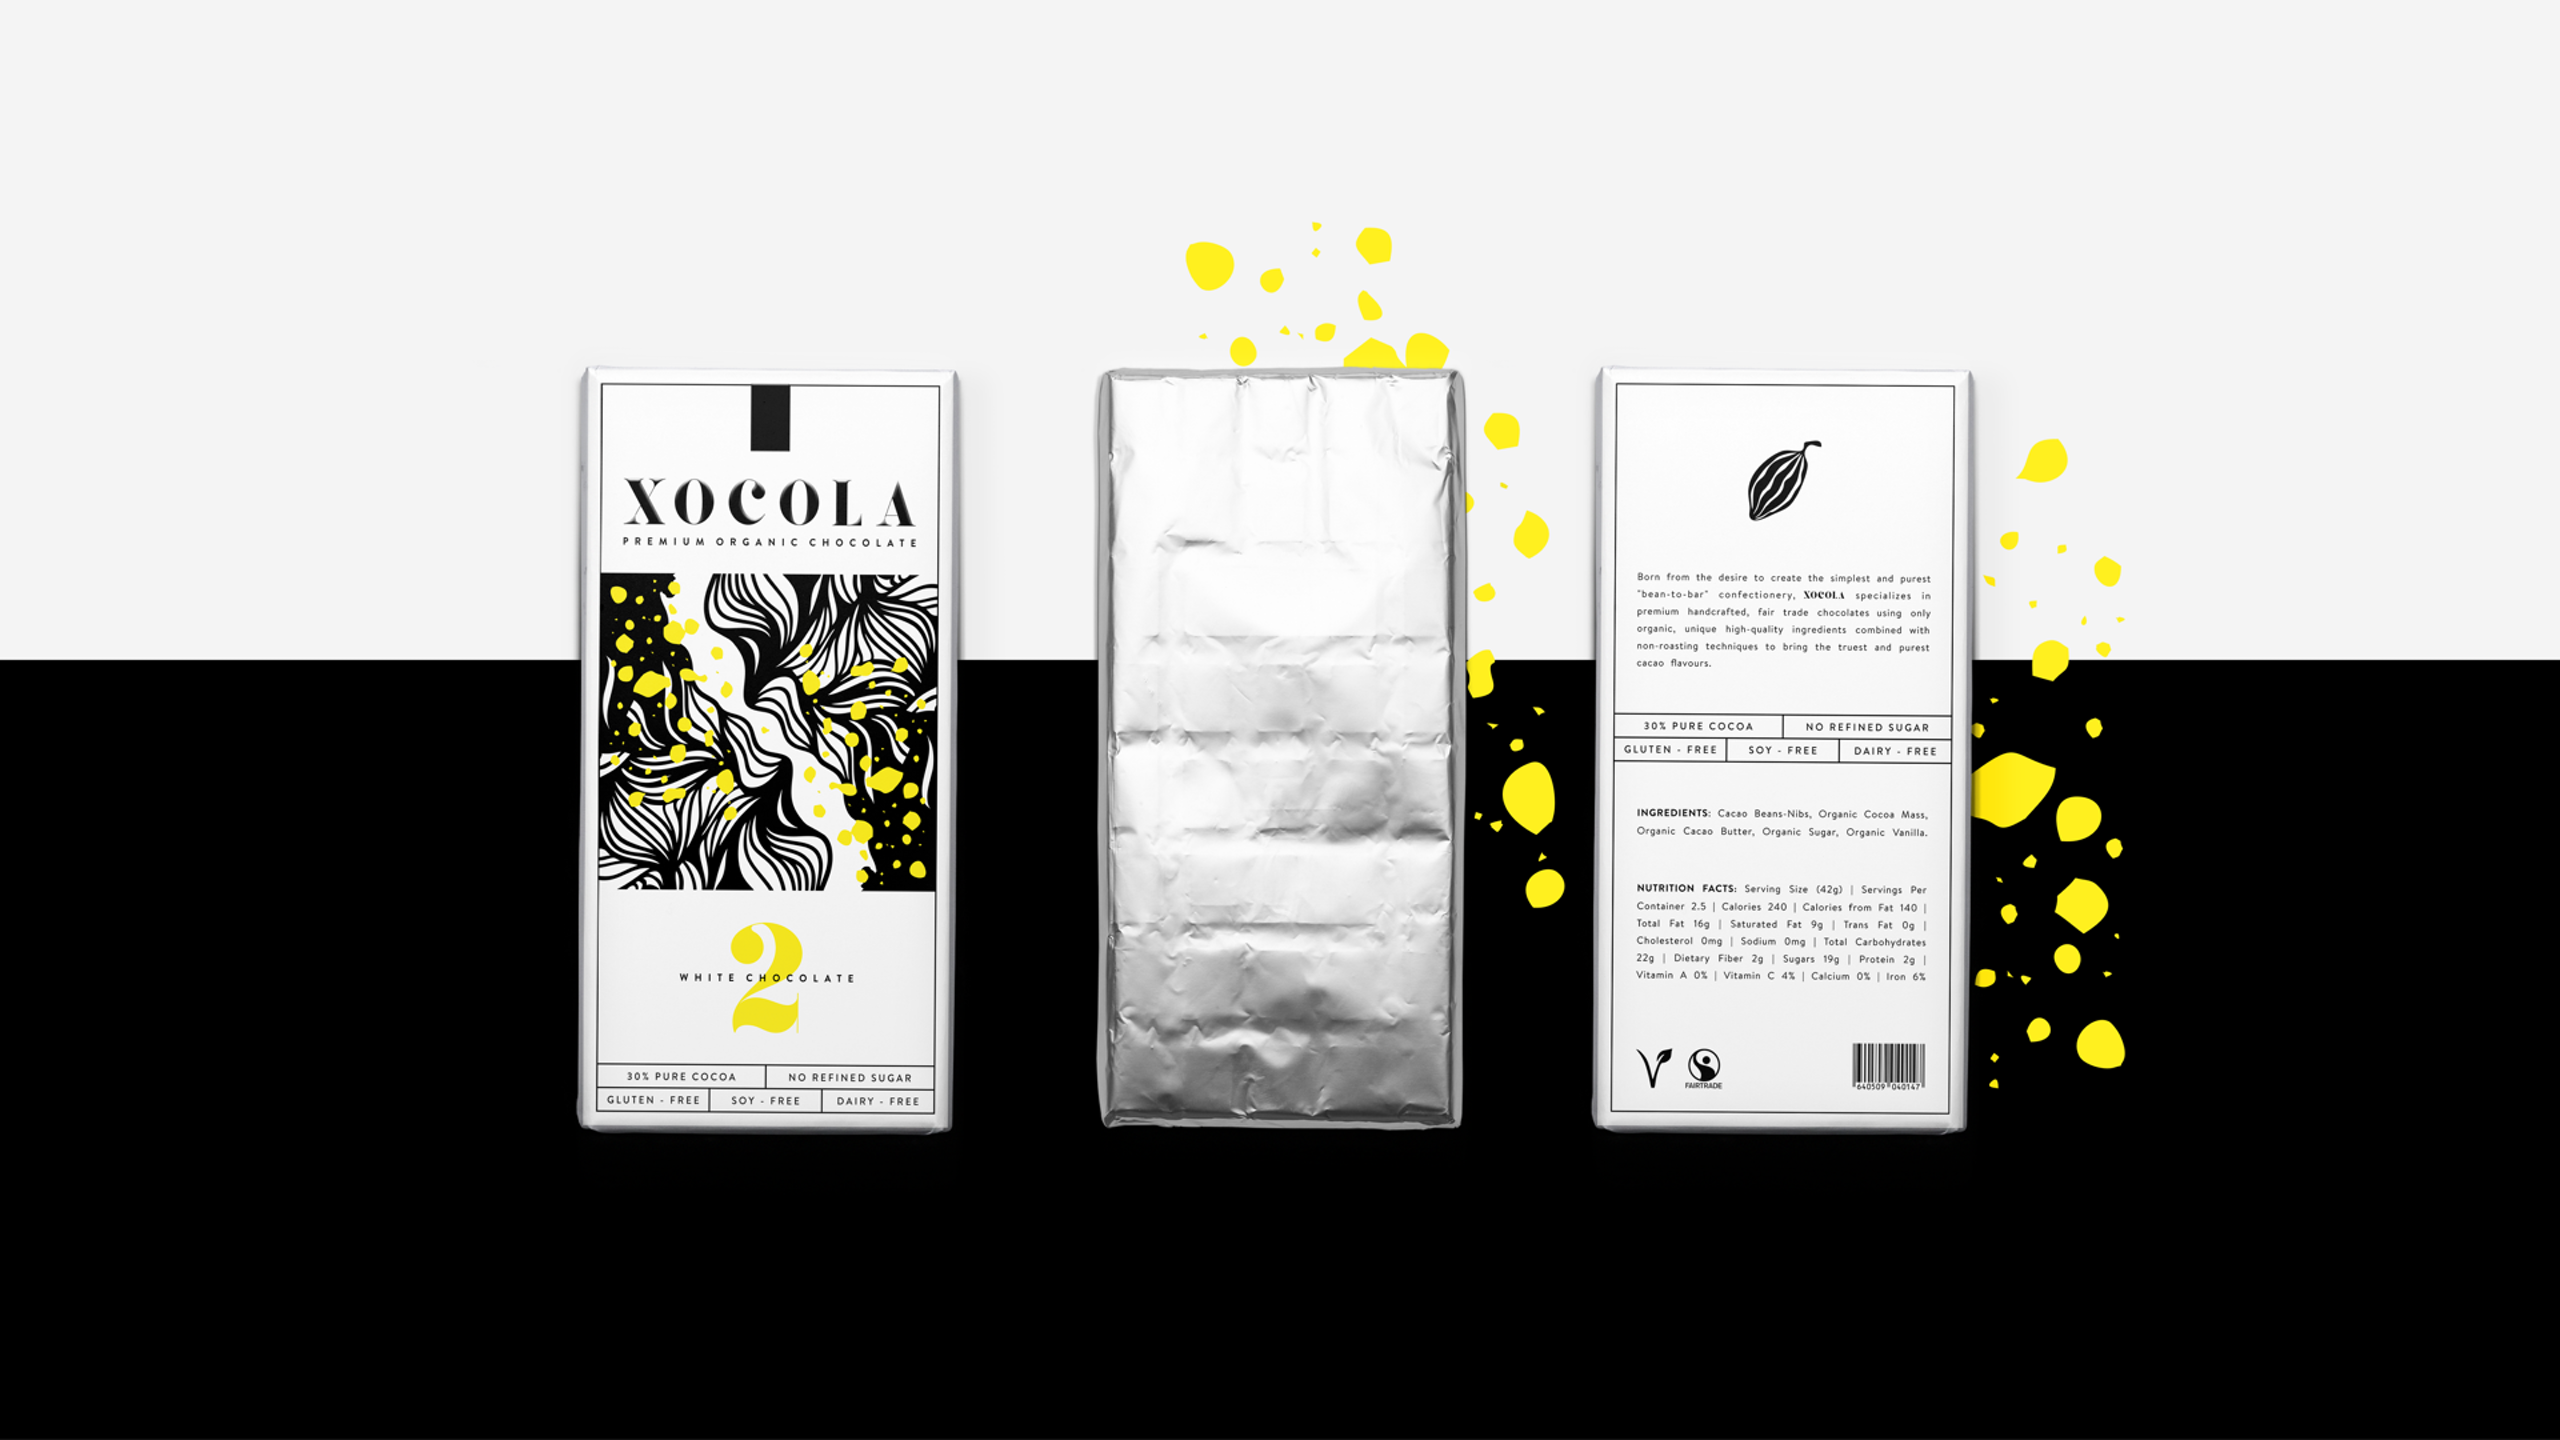 XOCOLA
PREMIUM ORGANIC CHOCOLATE
2
WHITE CHOCOLATE
30% PURE COCOA
NO REFINED SUGAR
GLUTEN - FREE
SOY - FREE
DAIRY - FREE
Born from the desire to create the simplest and purest
"bean-to-bar" confectionery, XOCOLA specializes in
premium handcrafted, fair trade chocolates using only
organic, unique high-quality ingredients combined with
non-roasting techniques to bring the truest and purest
cacao flavours.
30% PURE COCOA
NO REFINED SUGAR
GLUTEN - FREE
SOY - FREE
DAIRY - FREE
INGREDIENTS: Cacao Beans-Nibs, Organic Cocoa Mass,
Organic Cacao Butter, Organic Sugar, Organic Vanilla.
NUTRITION FACTS: Serving Size (42g) | Servings Per
Container 2.5 | Calories 240 | Calories from Fat 140 |
Total Fat 16g | Saturated Fat 9g | Trans Fat 0g |
Cholesterol 0mg | Sodium 0mg | Total Carbohydrates
22g | Dietary Fiber 2g | Sugars 19g | Protein 2g |
Vitamin A 0% | Vitamin C 4% | Calcium 0% | Iron 6%
FAIRTRADE
640509 040147